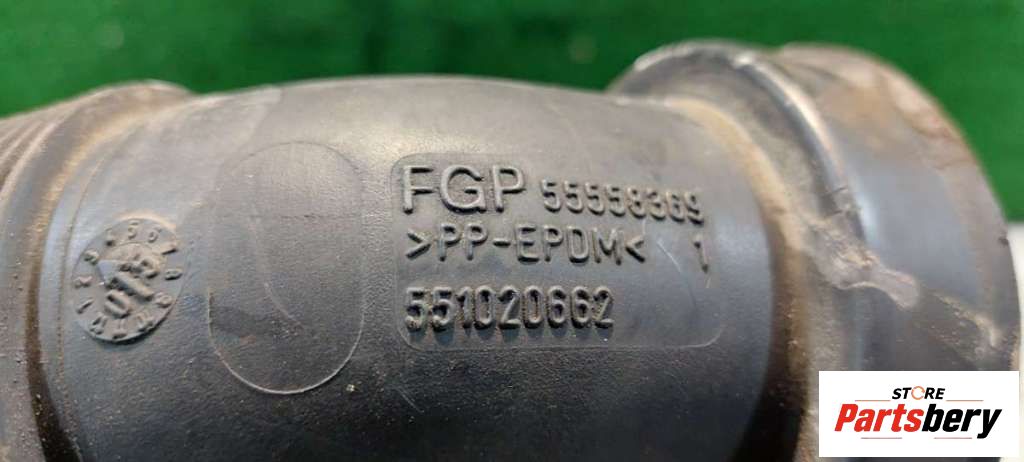 FGP 55558369
>PP-EPDM< 1
551020662
STORE
Partsbery